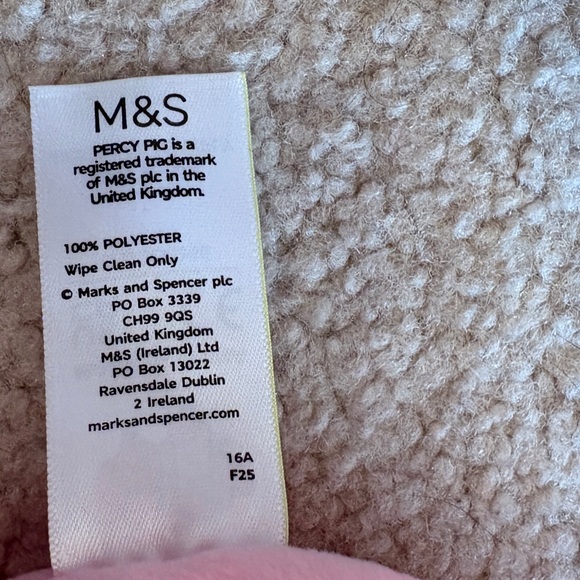 M&S
PERCY PIG is a
registered trademark
of M&S plc in the
United Kingdom.
100% POLYESTER
Wipe Clean Only
© Marks and Spencer plc
PO Box 3339
CH99 9QS
United Kingdom
M&S (Ireland) Ltd
PO Box 13022
Ravensdale Dublin
2 Ireland
marksandspencer.com
16A
F25